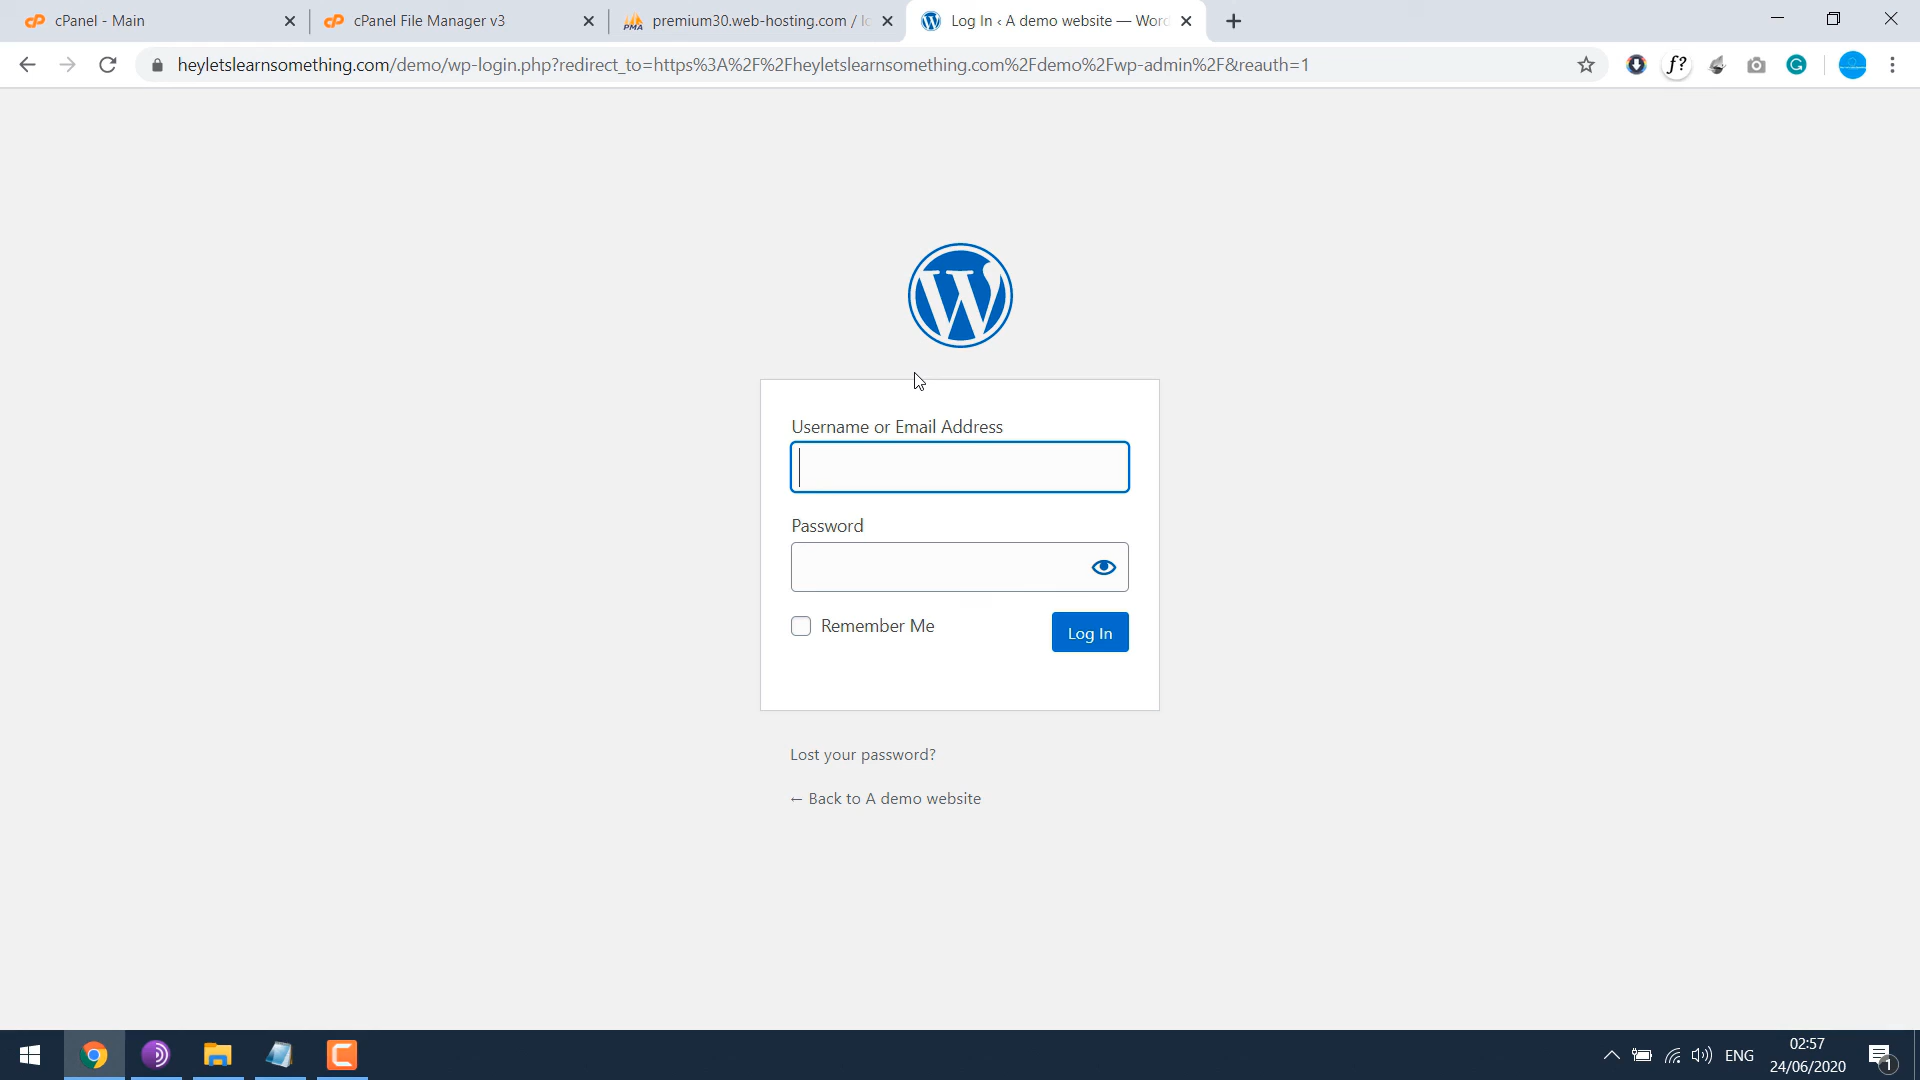 cPanel - Main
cPanel File Manager v3
premium30.web-hosting.com /
Log In ‹ A demo website — Word
heyletslearnsomething.com/demo/wp-login.php?redirect_to=https%3A%2F%2Fheyletslearnsomething.com%2Fdemo%2Fwp-admin%2F&reauth=1
f?
Username or Email Address
Password
Remember Me
Log In
Lost your password?
← Back to A demo website
ENG
02:57
24/06/2020
1